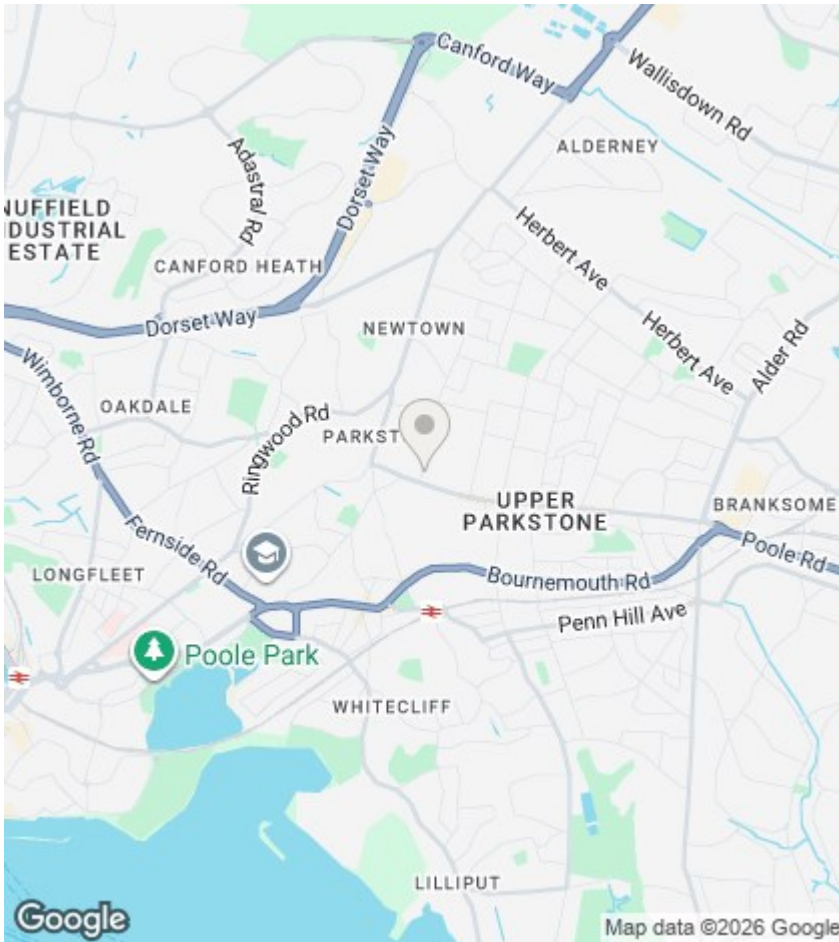 Canford Way
Wallisdown Rd
ALDERNEY
Dorset Way
Adastral Rd
NUFFIELD
NDUSTRIAL
ESTATE
CANFORD HEATH
Herbert Ave
Dorset Way
NEWTOWN
Herbert Ave
Alder Rd
Wimborne Rd
OAKDALE
Ringwood Rd
PARKST
UPPER
PARKSTONE
BRANKSOME
Fernside Rd
Poole Rd
LONGFLEET
Bournemouth Rd
Penn Hill Ave
Poole Park
WHITECLIFF
LILLIPUT
Google
Map data ©2026 Google